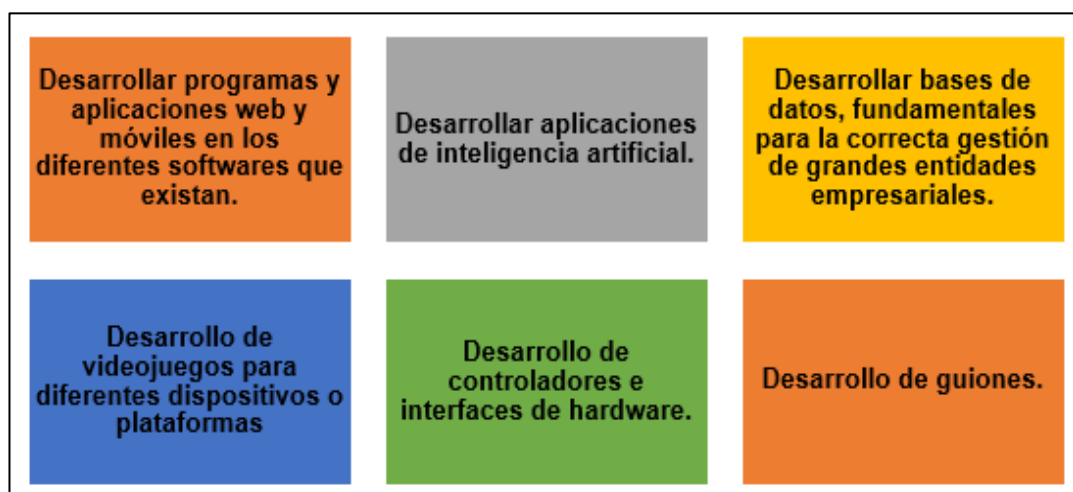 Desarrollar programas y
aplicaciones web y
móviles en los
diferentes softwares que
existan.
Desarrollar aplicaciones
de inteligencia artificial.
Desarrollar bases de
datos, fundamentales
para la correcta gestión
de grandes entidades
empresariales.
Desarrollo de
videojuegos para
diferentes dispositivos o
plataformas
Desarrollo de
controladores e
interfaces de hardware.
Desarrollo de guiones.